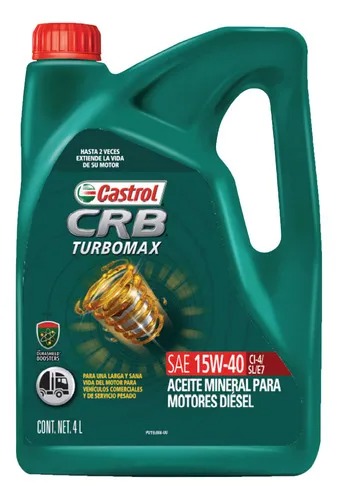 HASTA 2 VECES
EXTIENDE LA VIDA
DE SU MOTOR
Castrol
CRB
TURBOMAX
DURASHIELD
BOOSTERS
SAE 15W-40 CI-4/
SL/E7
PARA UNA LARGA Y SANA
VIDA DEL MOTOR PARA
VEHÍCULOS COMERCIALES
Y DE SERVICIO PESADO
ACEITE MINERAL PARA
MOTORES DIÉSEL
CONT. NET. 4 L